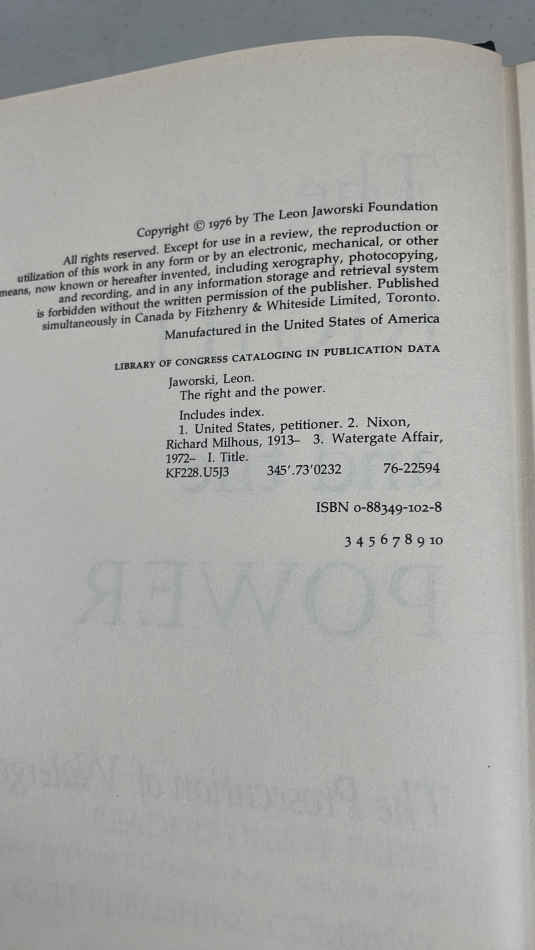 Copyright © 1976 by The Leon Jaworski Foundation
All rights reserved. Except for use in a review, the reproduction or
utilization of this work in any form or by an electronic, mechanical, or other
means, now known or hereafter invented, including xerography, photocopying,
and recording, and in any information storage and retrieval system
is forbidden without the written permission of the publisher. Published
simultaneously in Canada by Fitzhenry & Whiteside Limited, Toronto.
Manufactured in the United States of America
LIBRARY OF CONGRESS CATALOGING IN PUBLICATION DATA
Jaworski, Leon.
The right and the power.
Includes index.
1. United States, petitioner. 2. Nixon,
Richard Milhous, 1913– 3. Watergate Affair,
1972– I. Title.
KF228.U5J3 345'.73'0232 76-22594
ISBN 0-88349-102-8
3 4 5 6 7 8 9 10
POWER
The Prosecution of Waterg